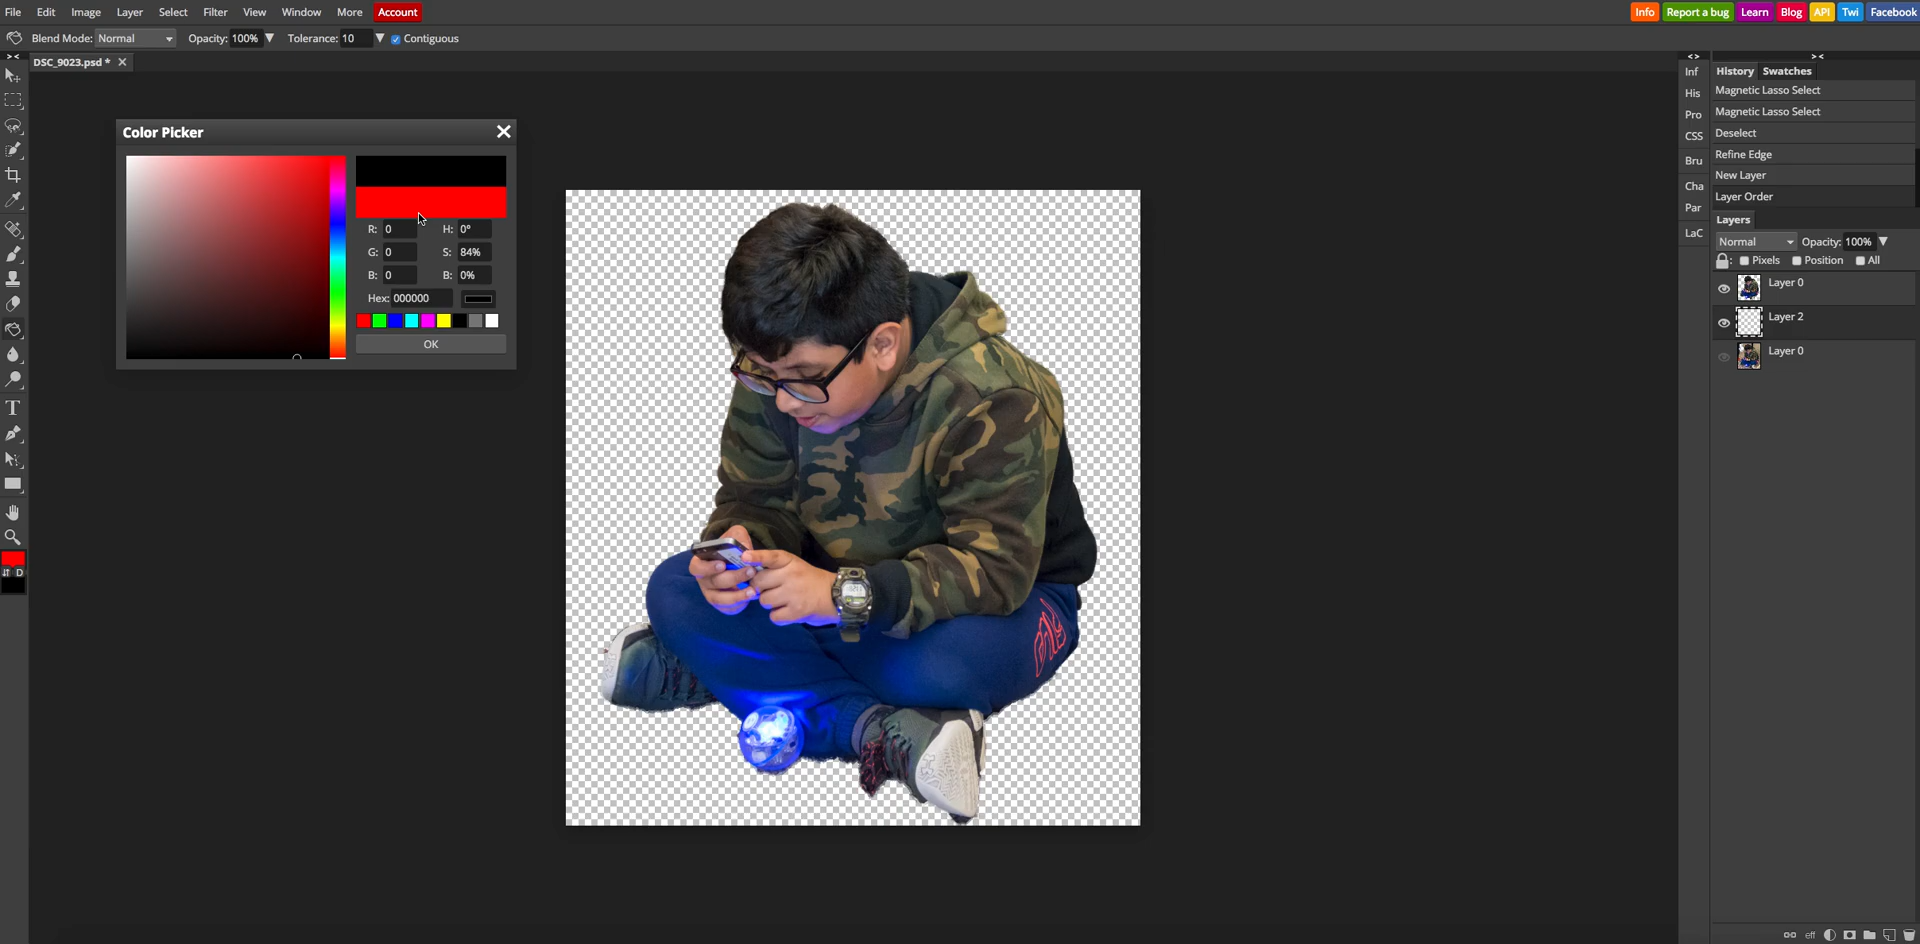 File Edit Image Layer Select Filter View Window More Account Info Report a bug Learn Blog API Twi Facebook
Blend Mode: Normal Opacity: 100% Tolerance: 10 Contiguous
DSC_9023.psd *
Inf
His
Pro
CSS
Bru
Cha
Par
LaC
History Swatches
Magnetic Lasso Select
Magnetic Lasso Select
Deselect
Refine Edge
New Layer
Layer Order
Layers
Normal Opacity: 100%
Pixels Position All
Layer 0
Layer 2
Layer 0
Color Picker
R: 0 H: 0°
G: 0 S: 84%
B: 0 B: 0%
Hex: 000000
OK
D
eff